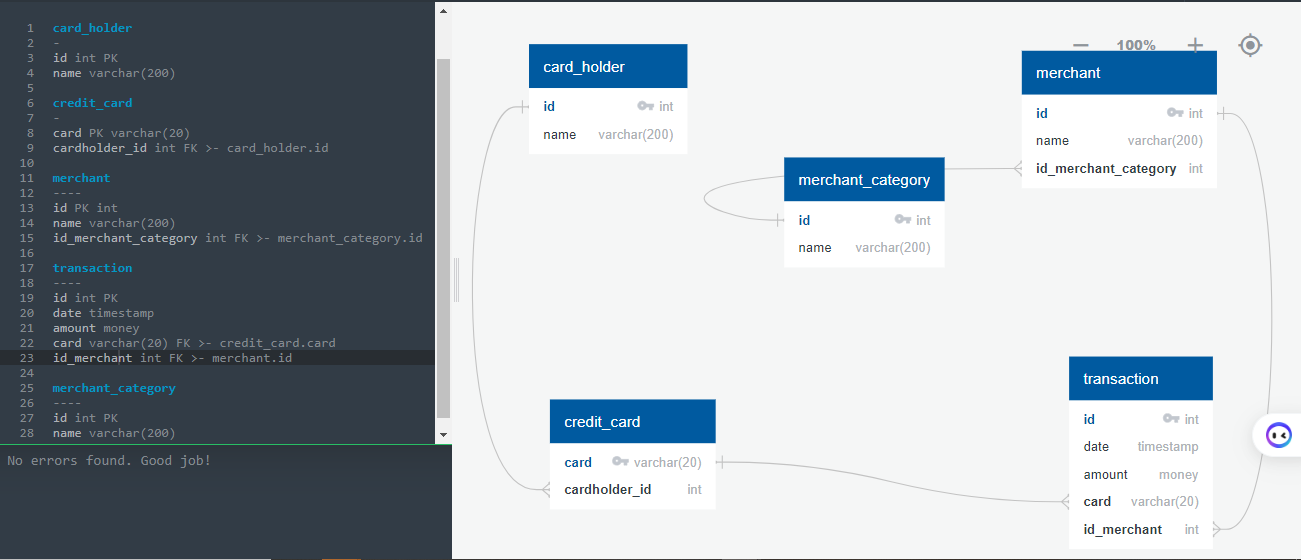 1 card_holder
2 -
3 id int PK
4 name varchar(200)
5
6 credit_card
7 -
8 card PK varchar(20)
9 cardholder_id int FK >- card_holder.id
10
11 merchant
12 ----
13 id PK int
14 name varchar(200)
15 id_merchant_category int FK >- merchant_category.id
16
17 transaction
18 ----
19 id int PK
20 date timestamp
21 amount money
22 card varchar(20) FK >- credit_card.card
23 id_merchant int FK >- merchant.id
24
25 merchant_category
26 ----
27 id int PK
28 name varchar(200)
No errors found. Good job!
100%
card_holder
id int
name varchar(200)
merchant
id int
name varchar(200)
id_merchant_category int
merchant_category
id int
name varchar(200)
credit_card
card varchar(20)
cardholder_id int
transaction
id int
date timestamp
amount money
card varchar(20)
id_merchant int